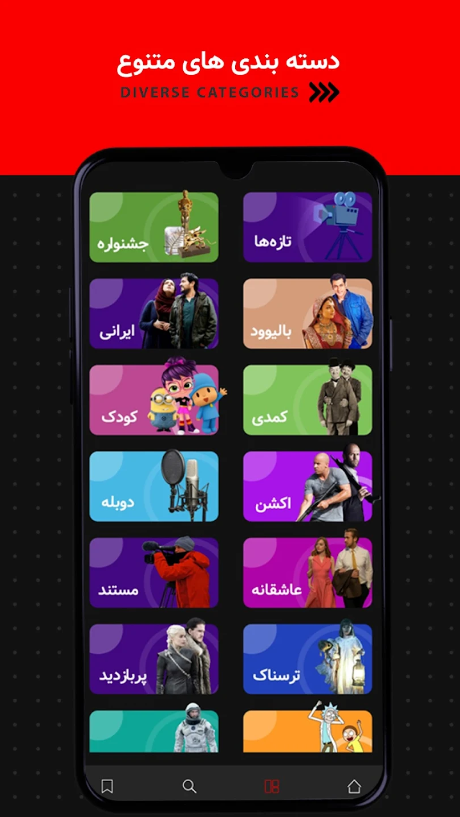 دسته بندی های متنوع
DIVERSE CATEGORIES
تازه‌ها
جشنواره
بالیوود
ایرانی
کمدی
کودک
اکشن
دوبله
عاشقانه
مستند
ترسناک
پربازدید